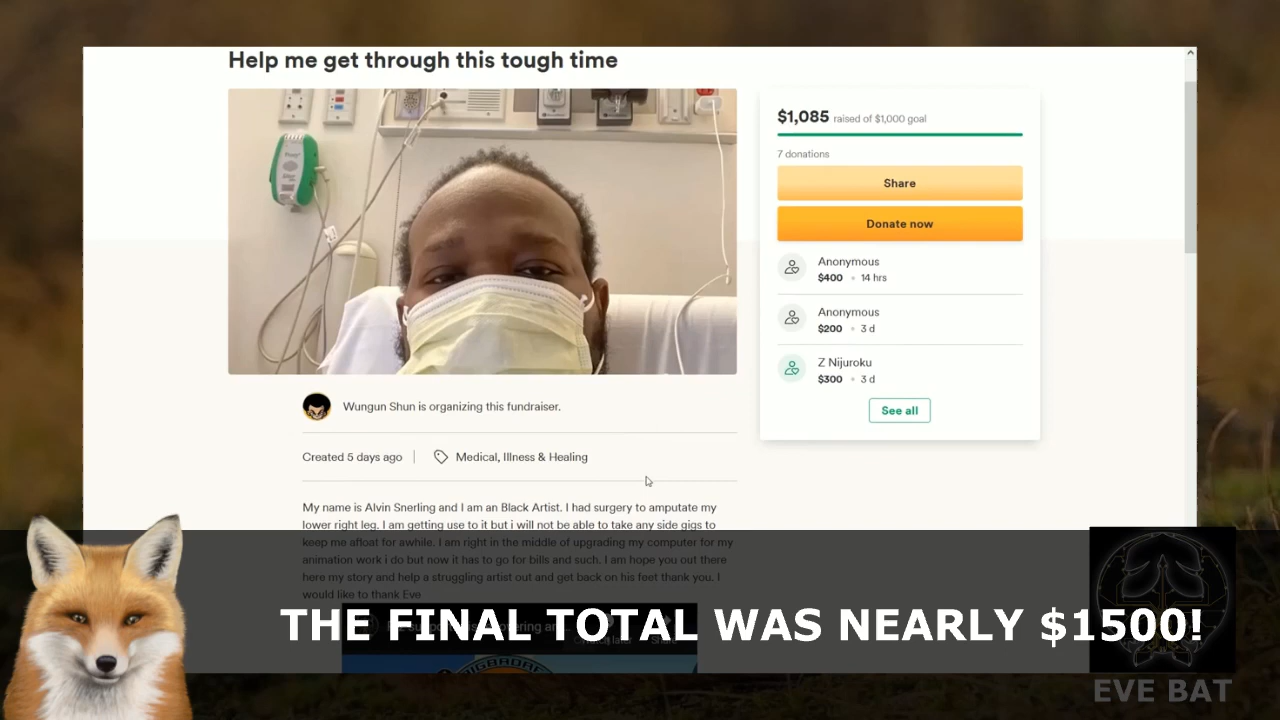 Help me get through this tough time
$1,085 raised of $1,000 goal
7 donations
Share
Donate now
Anonymous
$400 • 14 hrs
Anonymous
$200 • 3 d
Z Nijuroku
$300 • 3 d
See all
Wungun Shun is organizing this fundraiser.
Created 5 days ago | Medical, Illness & Healing
My name is Alvin Snerling and I am an Black Artist. I had surgery to amputate my
lower right leg. I am getting use to it but i will not be able to take any side gigs to
keep me afloat for awhile. I am right in the middle of upgrading my computer for my
animation work i do but now it has to go for bills and such. I am hope you out there
here my story and help a struggling artist out and get back on his feet thank you. I
would like to thank Eve
THE FINAL TOTAL WAS NEARLY $1500!
EVE BAT